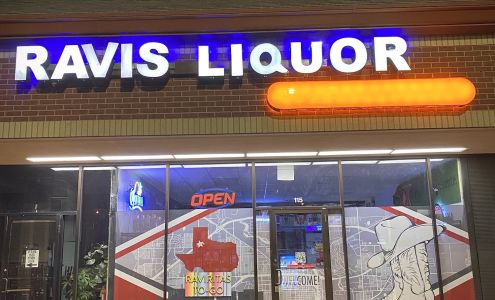 RAVIS LIQUOR
OPEN
115
RAVIRITAS
TO-GO
WELCOME!